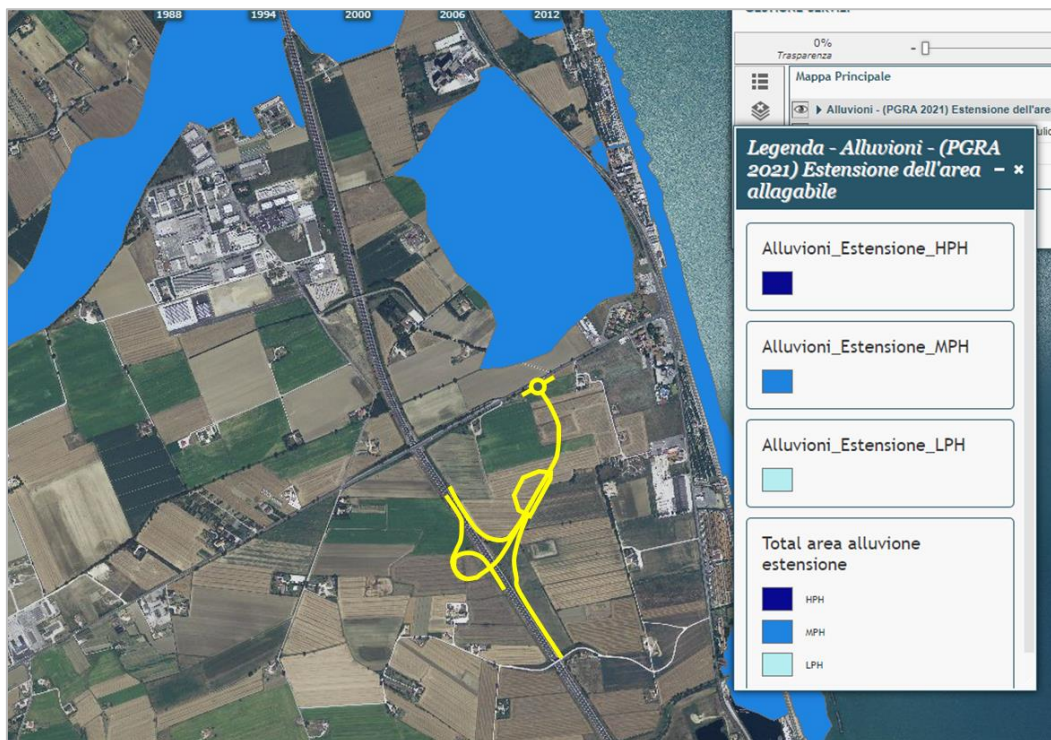 1988
1994
2000
2006
2012
0%
Trasparenza
-
Mappa Principale
Alluvioni - (PGRA 2021) Estensione dell'area
Legenda - Alluvioni - (PGRA
2021) Estensione dell'area
allagabile
Alluvioni_Estensione_HPH
Alluvioni_Estensione_MPH
Alluvioni_Estensione_LPH
Total area alluvione
estensione
HPH
MPH
LPH